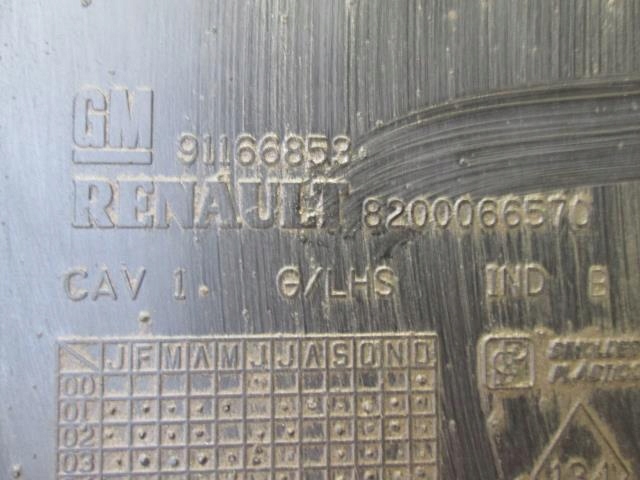 GM 91166853
RENAULT 8200066570
CAV 1 G/LHS IND B
J F M A M J J A S O N D
00
01
02
03